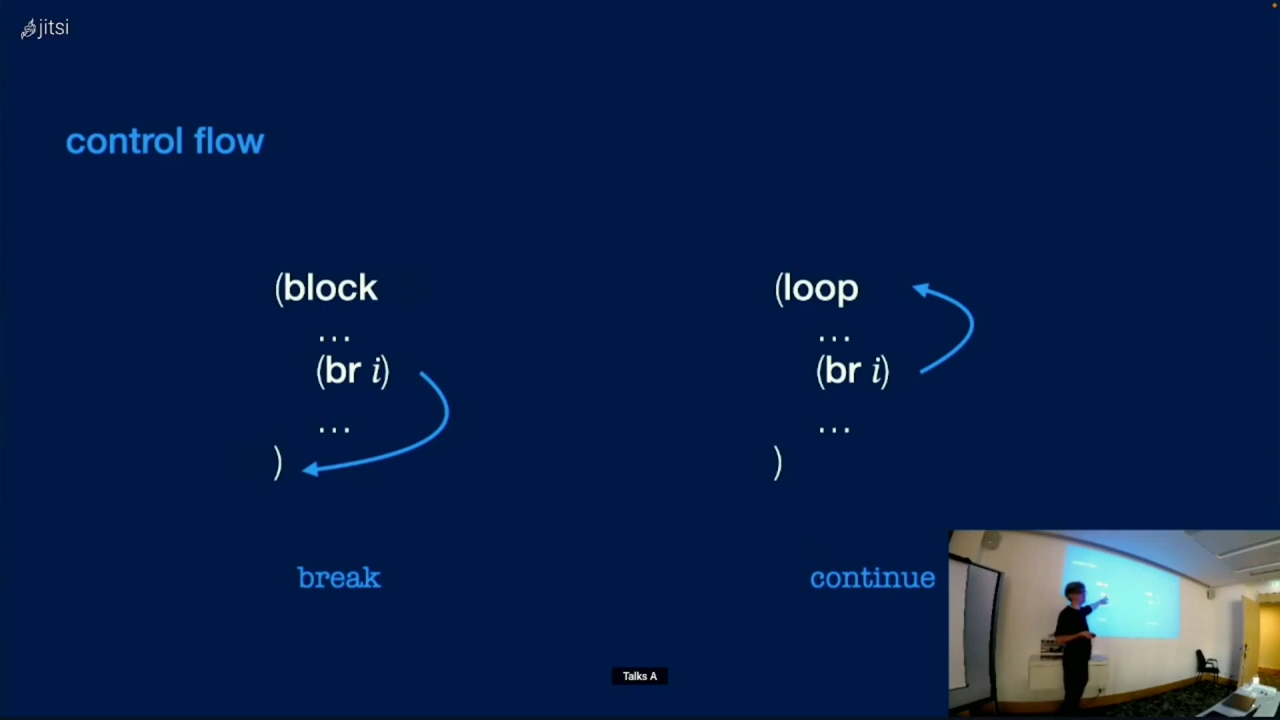 jitsi
control flow
(block
...
(br i)
...
)
break
(loop
...
(br i)
...
)
continue
Talks A